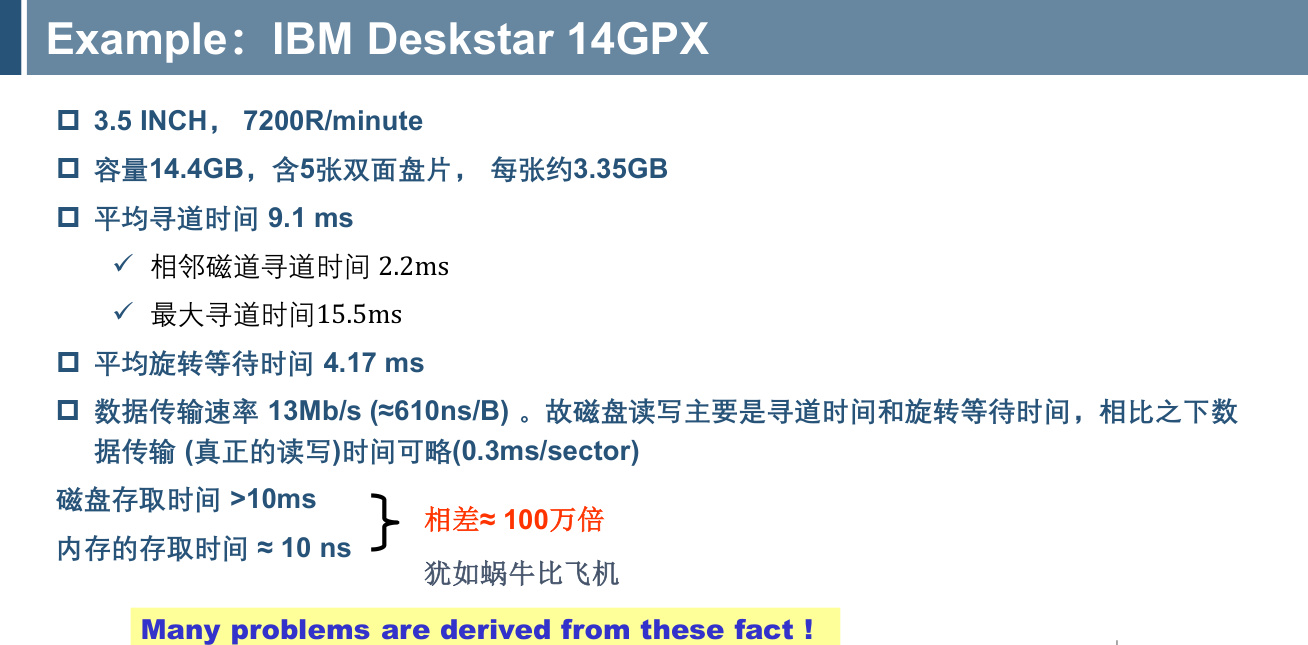 Example：IBM Deskstar 14GPX
3.5 INCH， 7200R/minute
容量14.4GB，含5张双面盘片， 每张约3.35GB
平均寻道时间 9.1 ms
相邻磁道寻道时间 2.2ms
最大寻道时间15.5ms
平均旋转等待时间 4.17 ms
数据传输速率 13Mb/s (≈610ns/B) 。故磁盘读写主要是寻道时间和旋转等待时间，相比之下数
据传输 (真正的读写)时间可略(0.3ms/sector)
磁盘存取时间 >10ms
内存的存取时间 ≈ 10 ns
相差≈ 100万倍
犹如蜗牛比飞机
Many problems are derived from these fact !